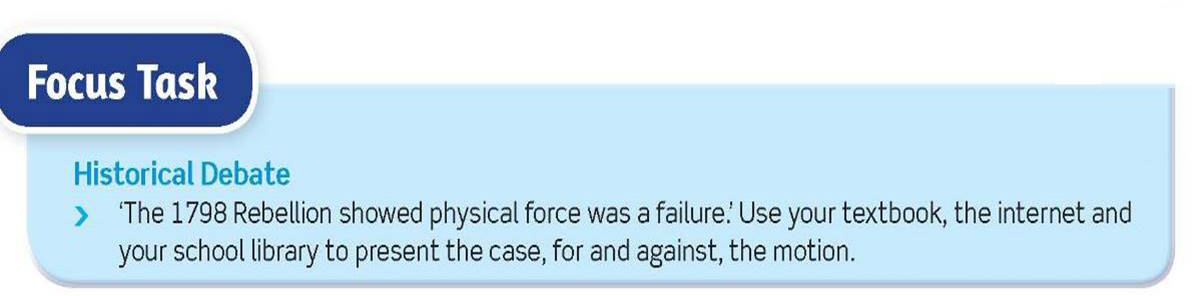 Focus Task
Historical Debate
› ‘The 1798 Rebellion showed physical force was a failure.’ Use your textbook, the internet and
your school library to present the case, for and against, the motion.